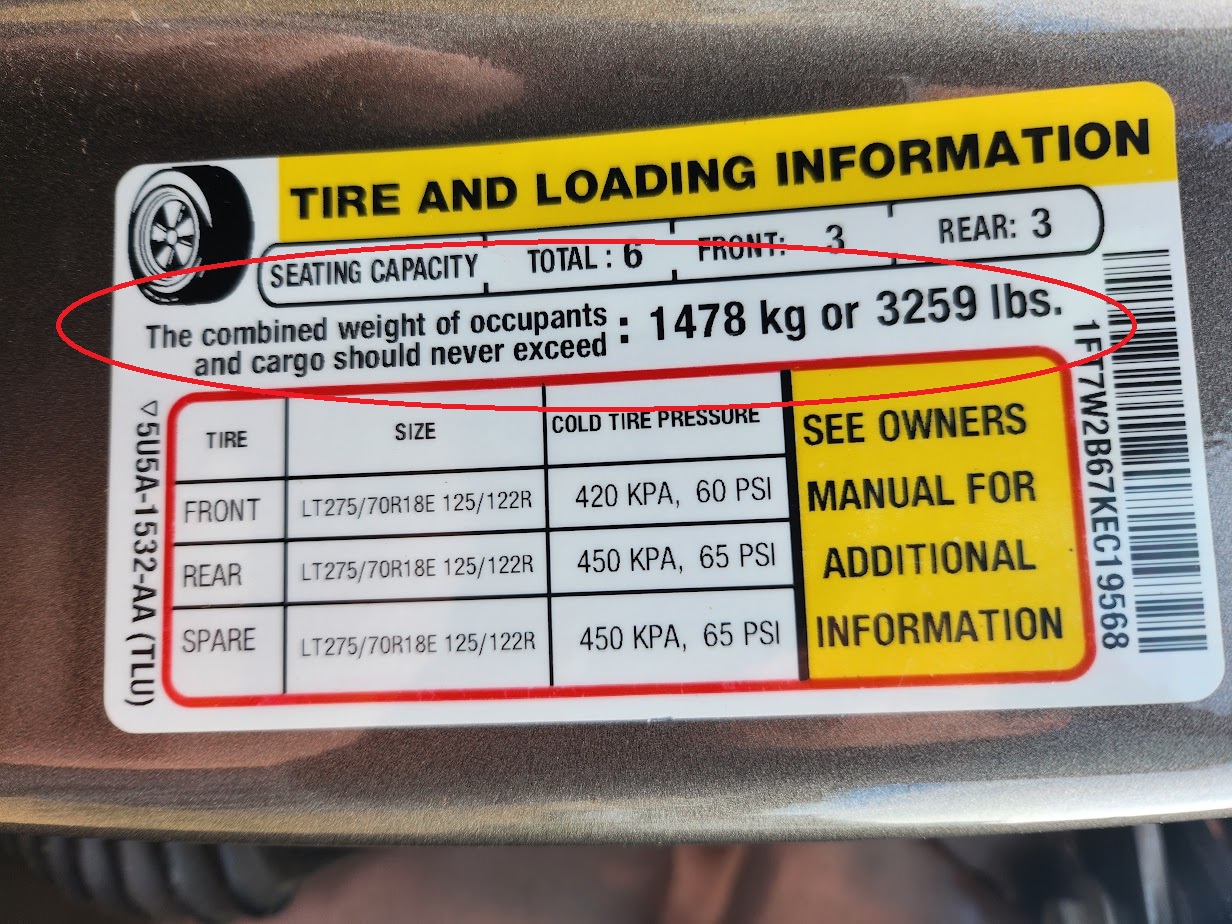 TIRE AND LOADING INFORMATION
SEATING CAPACITY TOTAL : 6 FRONT: 3 REAR: 3
The combined weight of occupants
and cargo should never exceed : 1478 kg or 3259 lbs.
TIRE SIZE COLD TIRE PRESSURE
FRONT LT275/70R18E 125/122R 420 KPA, 60 PSI
REAR LT275/70R18E 125/122R 450 KPA, 65 PSI
SPARE LT275/70R18E 125/122R 450 KPA, 65 PSI
SEE OWNERS
MANUAL FOR
ADDITIONAL
INFORMATION
▽5U5A-1532-AA (TLU)
1FT7W2B67KEC19568